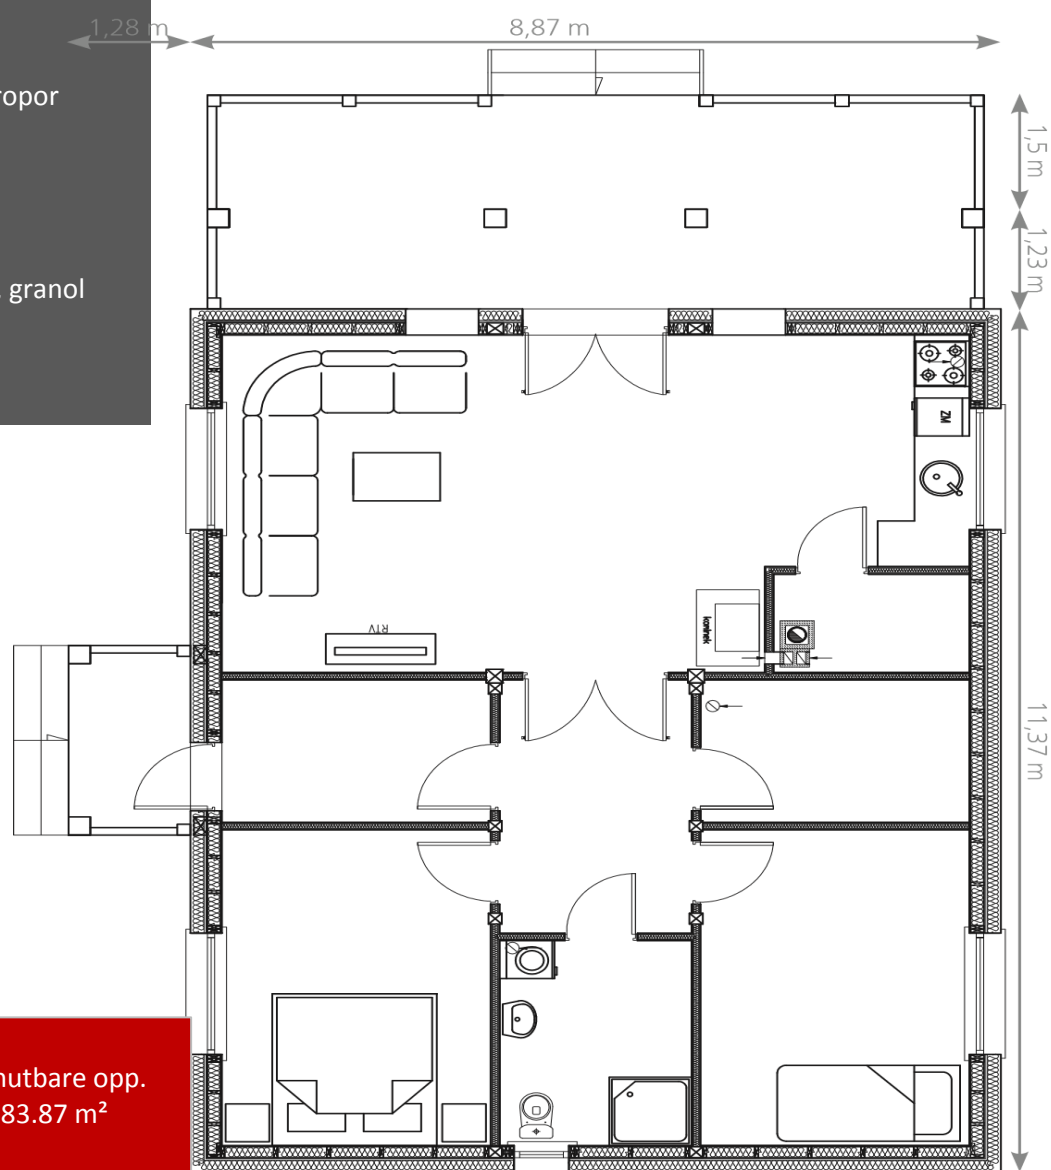 1,28 m
8,87 m
ropor
1,5 m
1,23 m
granol
ZM
kominek
RTV
11,37 m
nutbare opp.
83.87 m²